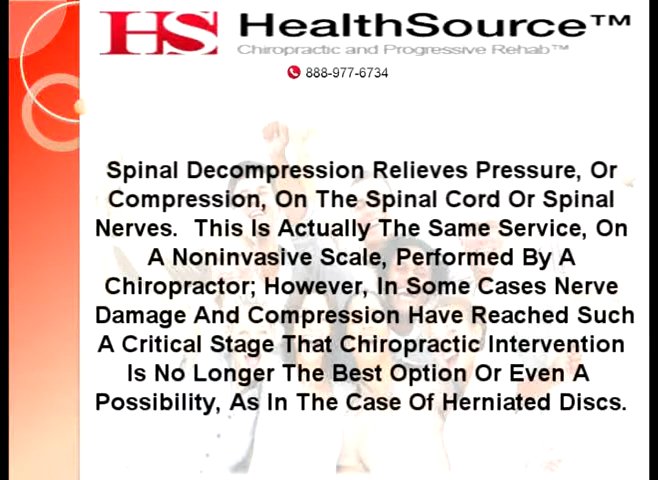 HS HealthSource™
Chiropractic and Progressive Rehab™
888-977-6734
Spinal Decompression Relieves Pressure, Or
Compression, On The Spinal Cord Or Spinal
Nerves. This Is Actually The Same Service, On
A Noninvasive Scale, Performed By A
Chiropractor; However, In Some Cases Nerve
Damage And Compression Have Reached Such
A Critical Stage That Chiropractic Intervention
Is No Longer The Best Option Or Even A
Possibility, As In The Case Of Herniated Discs.